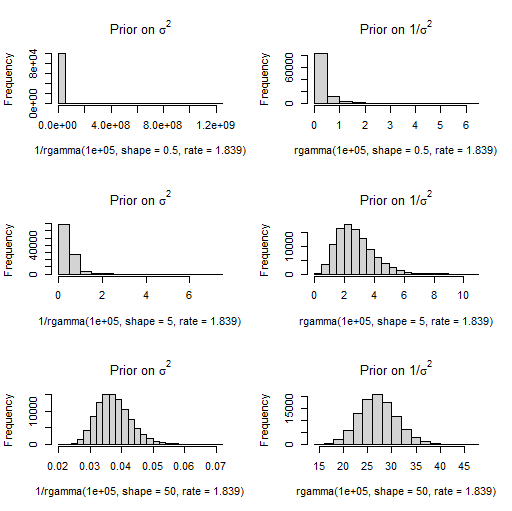 Prior on σ²
Frequency
0e+00
8e+04
0.0e+00 4.0e+08 8.0e+08 1.2e+09
1/rgamma(1e+05, shape = 0.5, rate = 1.839)
Prior on 1/σ²
Frequency
0
60000
0 1 2 3 4 5 6
rgamma(1e+05, shape = 0.5, rate = 1.839)
Prior on σ²
Frequency
0
40000
0 2 4 6
1/rgamma(1e+05, shape = 5, rate = 1.839)
Prior on 1/σ²
Frequency
0
10000
0 2 4 6 8 10
rgamma(1e+05, shape = 5, rate = 1.839)
Prior on σ²
Frequency
0
10000
0.02 0.03 0.04 0.05 0.06 0.07
1/rgamma(1e+05, shape = 50, rate = 1.839)
Prior on 1/σ²
Frequency
0
15000
15 20 25 30 35 40 45
rgamma(1e+05, shape = 50, rate = 1.839)